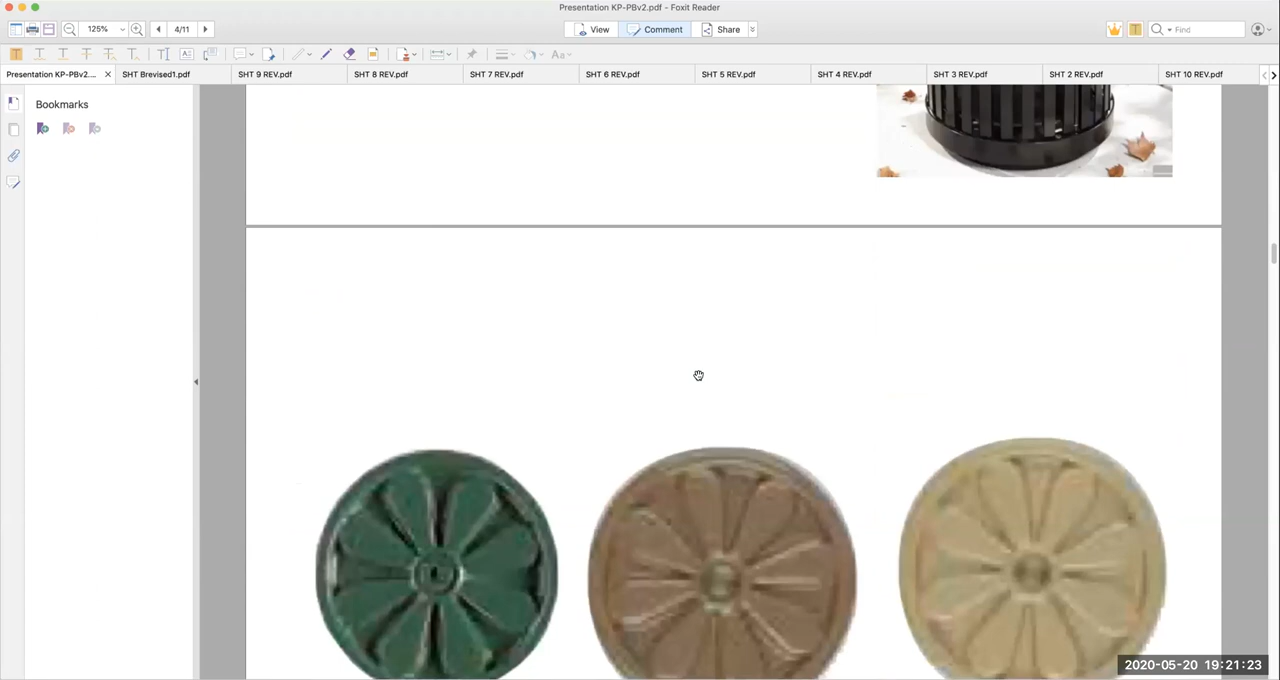 Presentation KP-PBv2.pdf - Foxit Reader
125%
4/11
View
Comment
Share
Find
Aa
Presentation KP-PBv2....
SHT Brevised1.pdf
SHT 9 REV.pdf
SHT 8 REV.pdf
SHT 7 REV.pdf
SHT 6 REV.pdf
SHT 5 REV.pdf
SHT 4 REV.pdf
SHT 3 REV.pdf
SHT 2 REV.pdf
SHT 10 REV.pdf
Bookmarks
2020-05-20 19:21:23